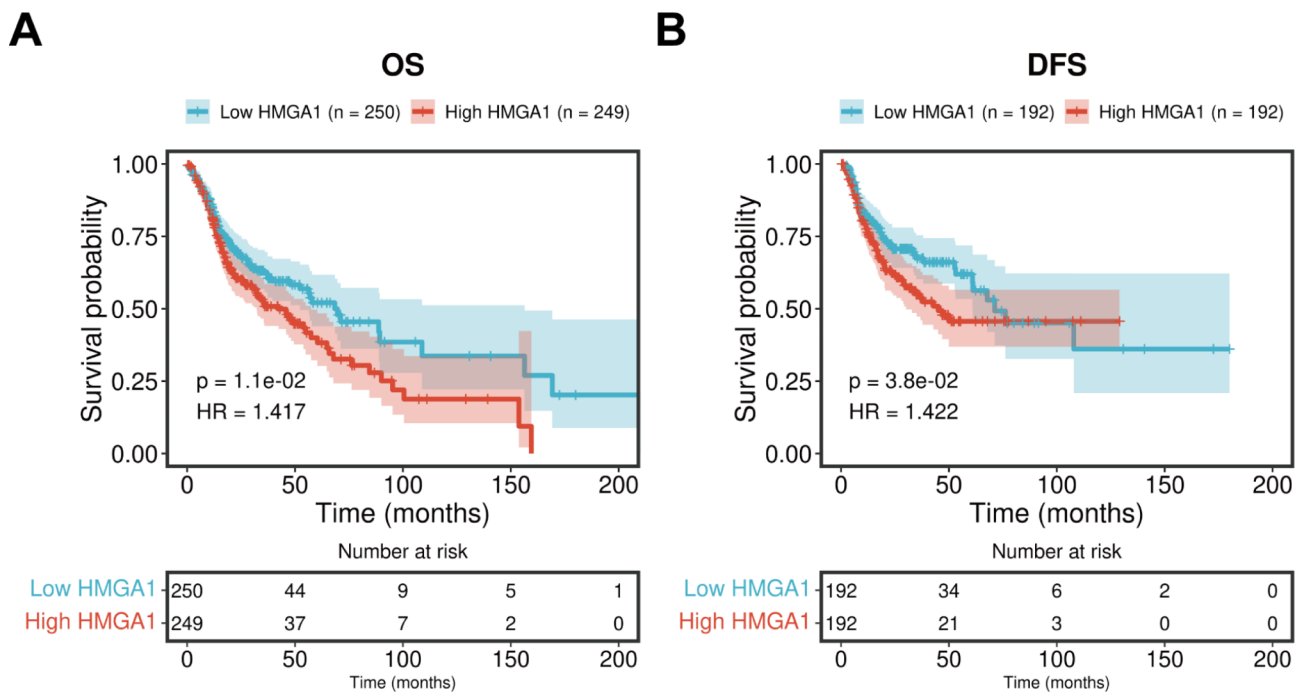 A
OS
Low HMGA1 (n = 250) High HMGA1 (n = 249)
Survival probability
1.00
0.75
0.50
0.25
0.00
p = 1.1e-02
HR = 1.417
0 50 100 150 200
Time (months)
Number at risk
Low HMGA1 250 44 9 5 1
High HMGA1 249 37 7 2 0
0 50 100 150 200
Time (months)
B
DFS
Low HMGA1 (n = 192) High HMGA1 (n = 192)
Survival probability
1.00
0.75
0.50
0.25
0.00
p = 3.8e-02
HR = 1.422
0 50 100 150 200
Time (months)
Number at risk
Low HMGA1 192 34 6 2 0
High HMGA1 192 21 3 0 0
0 50 100 150 200
Time (months)